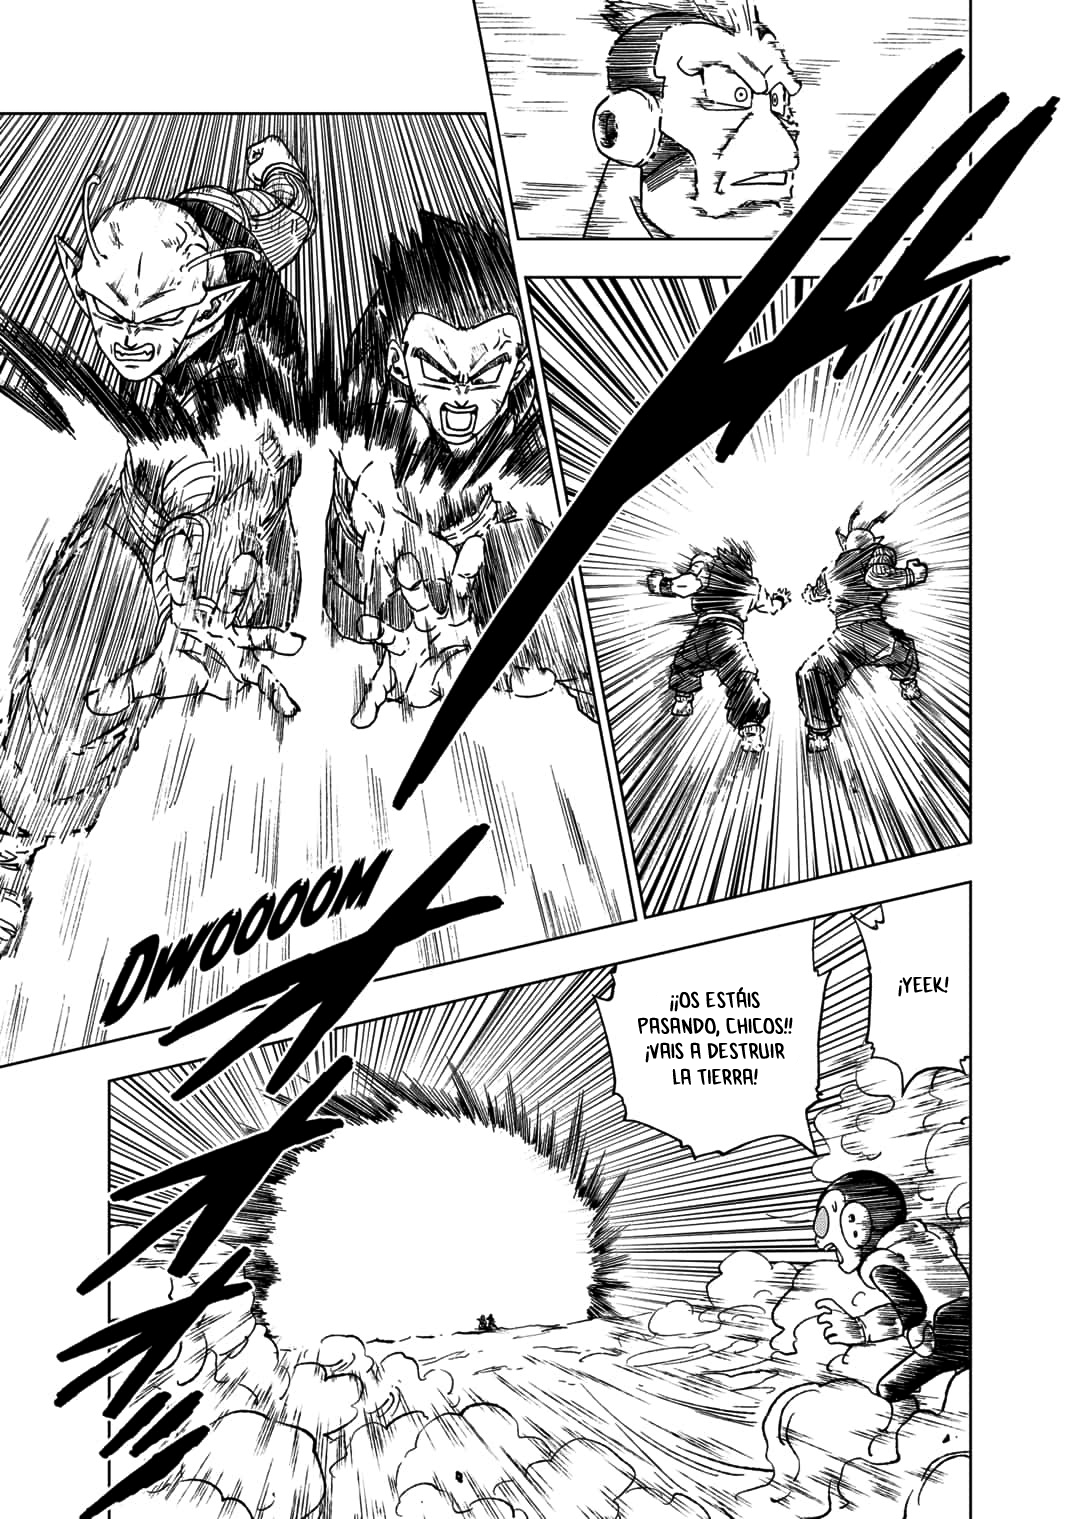 DWOOOOM
¡YEEK!
¡¡OS ESTÁIS
PASANDO, CHICOS!!
¡VAIS A DESTRUIR
LA TIERRA!